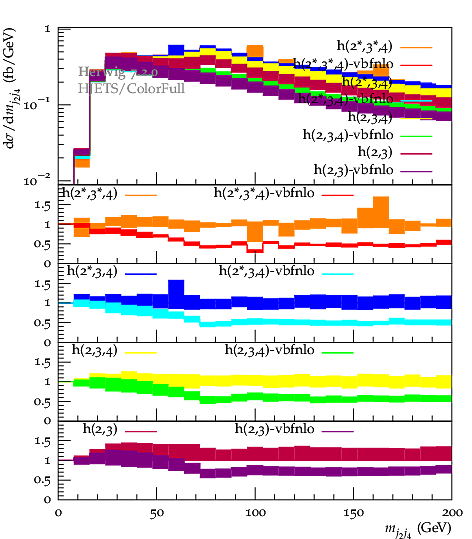 dσ/dm_{j2j4} (fb/GeV)
1
10^{-1}
10^{-2}
Herwig 7.2.0
HJETS/ColorFull
h(2*,3*,4)
h(2*,3*,4)-vbfnlo
h(2*,3,4)
h(2*,3,4)-vbfnlo
h(2,3,4)
h(2,3,4)-vbfnlo
h(2,3)
h(2,3)-vbfnlo
h(2*,3*,4) h(2*,3*,4)-vbfnlo
1.5
1
0.5
0
h(2*,3,4) h(2*,3,4)-vbfnlo
1.5
1
0.5
0
h(2,3,4) h(2,3,4)-vbfnlo
1.5
1
0.5
0
h(2,3) h(2,3)-vbfnlo
1.5
1
0.5
0
0 50 100 150 200
m_{j2j4} (GeV)